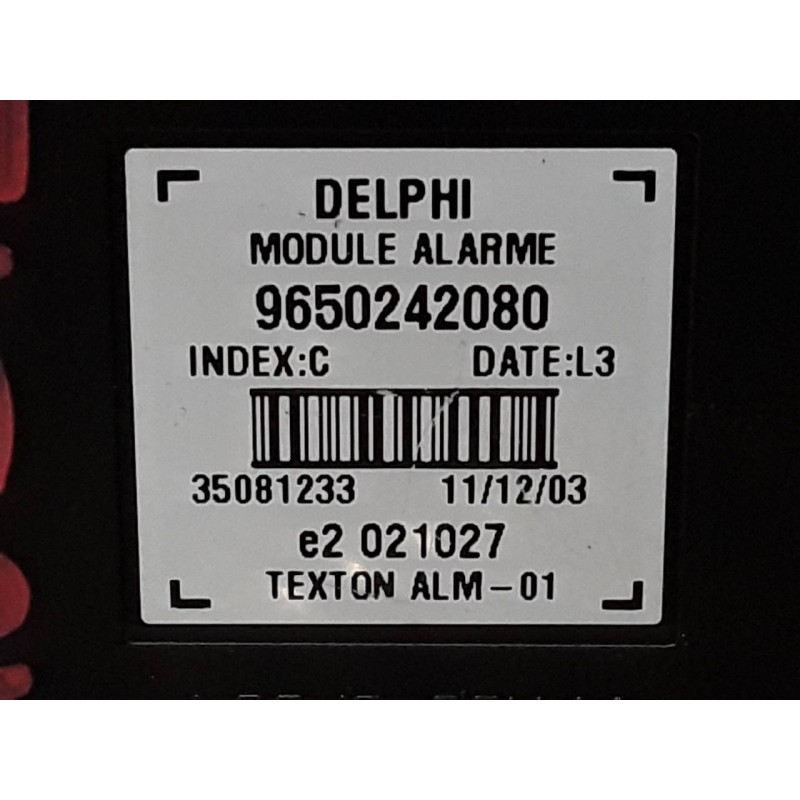 DELPHI
MODULE ALARME
9650242080
INDEX:C DATE:L3
35081233 11/12/03
e2 021027
TEXTON ALM-01